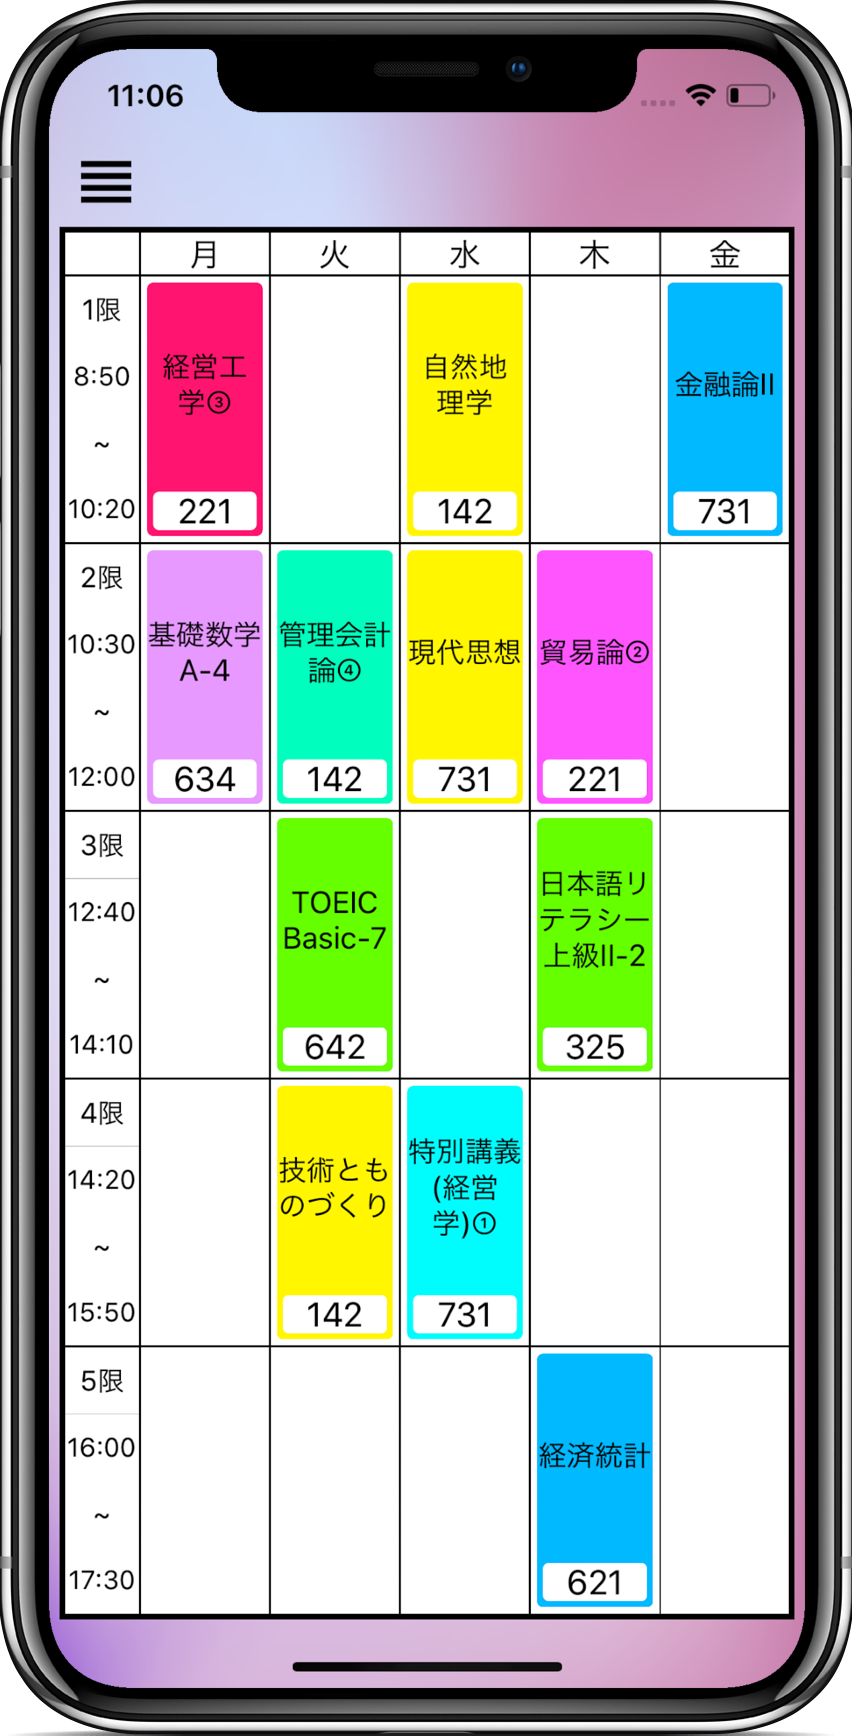 11:06
月 火 水 木 金
1限
8:50
~
10:20
経営工
学③
221
自然地
理学
142
金融論II
731
2限
10:30
~
12:00
基礎数学
A-4
634
管理会計
論④
142
現代思想
731
貿易論②
221
3限
12:40
~
14:10
TOEIC
Basic-7
642
日本語リ
テラシー
上級II-2
325
4限
14:20
~
15:50
技術とも
のづくり
142
特別講義
(経営
学)①
731
5限
16:00
~
17:30
経済統計
621